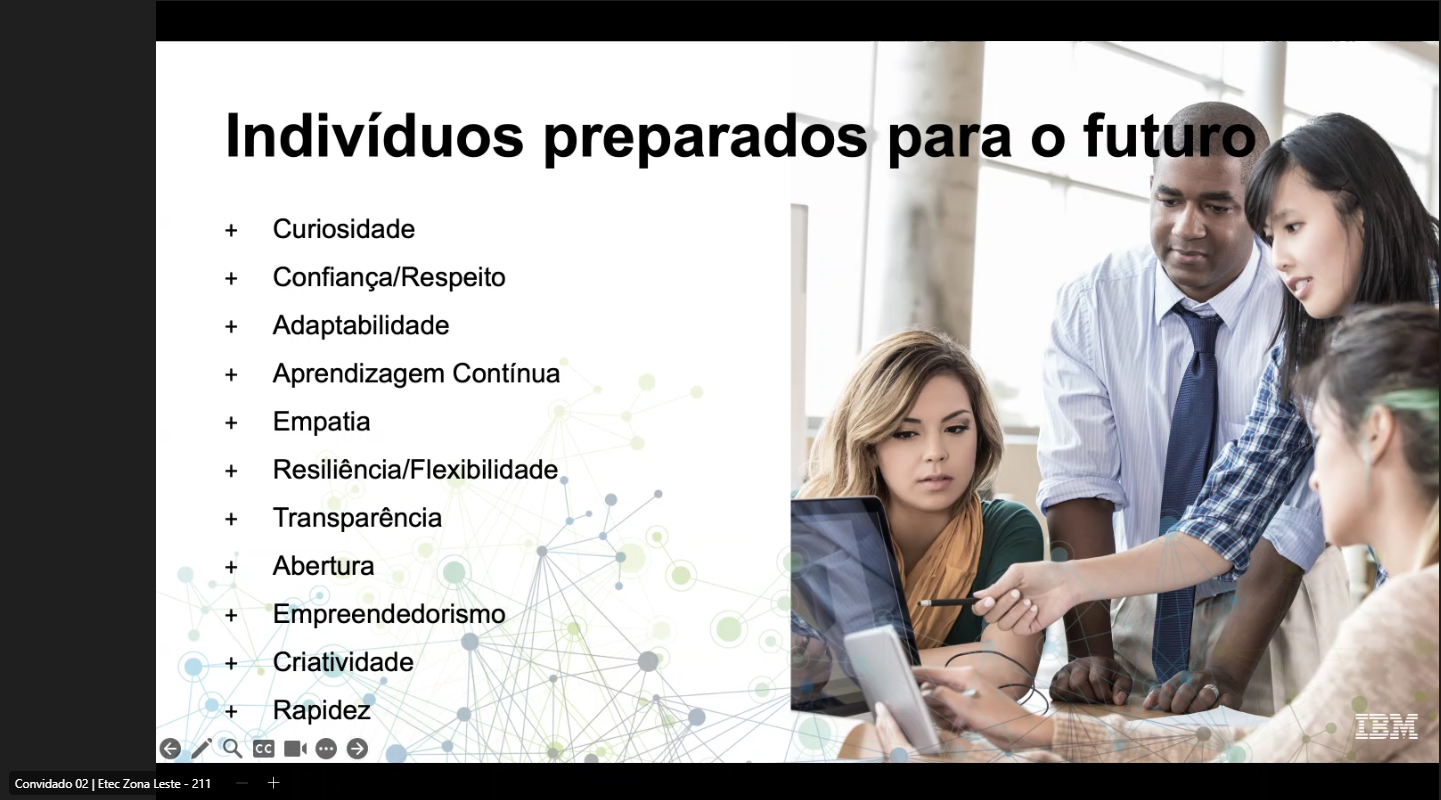 Indivíduos preparados para o futuro
+ Curiosidade
+ Confiança/Respeito
+ Adaptabilidade
+ Aprendizagem Contínua
+ Empatia
+ Resiliência/Flexibilidade
+ Transparência
+ Abertura
+ Empreendedorismo
+ Criatividade
+ Rapidez
IBM
CC
Convidado 02 | Etec Zona Leste - 211